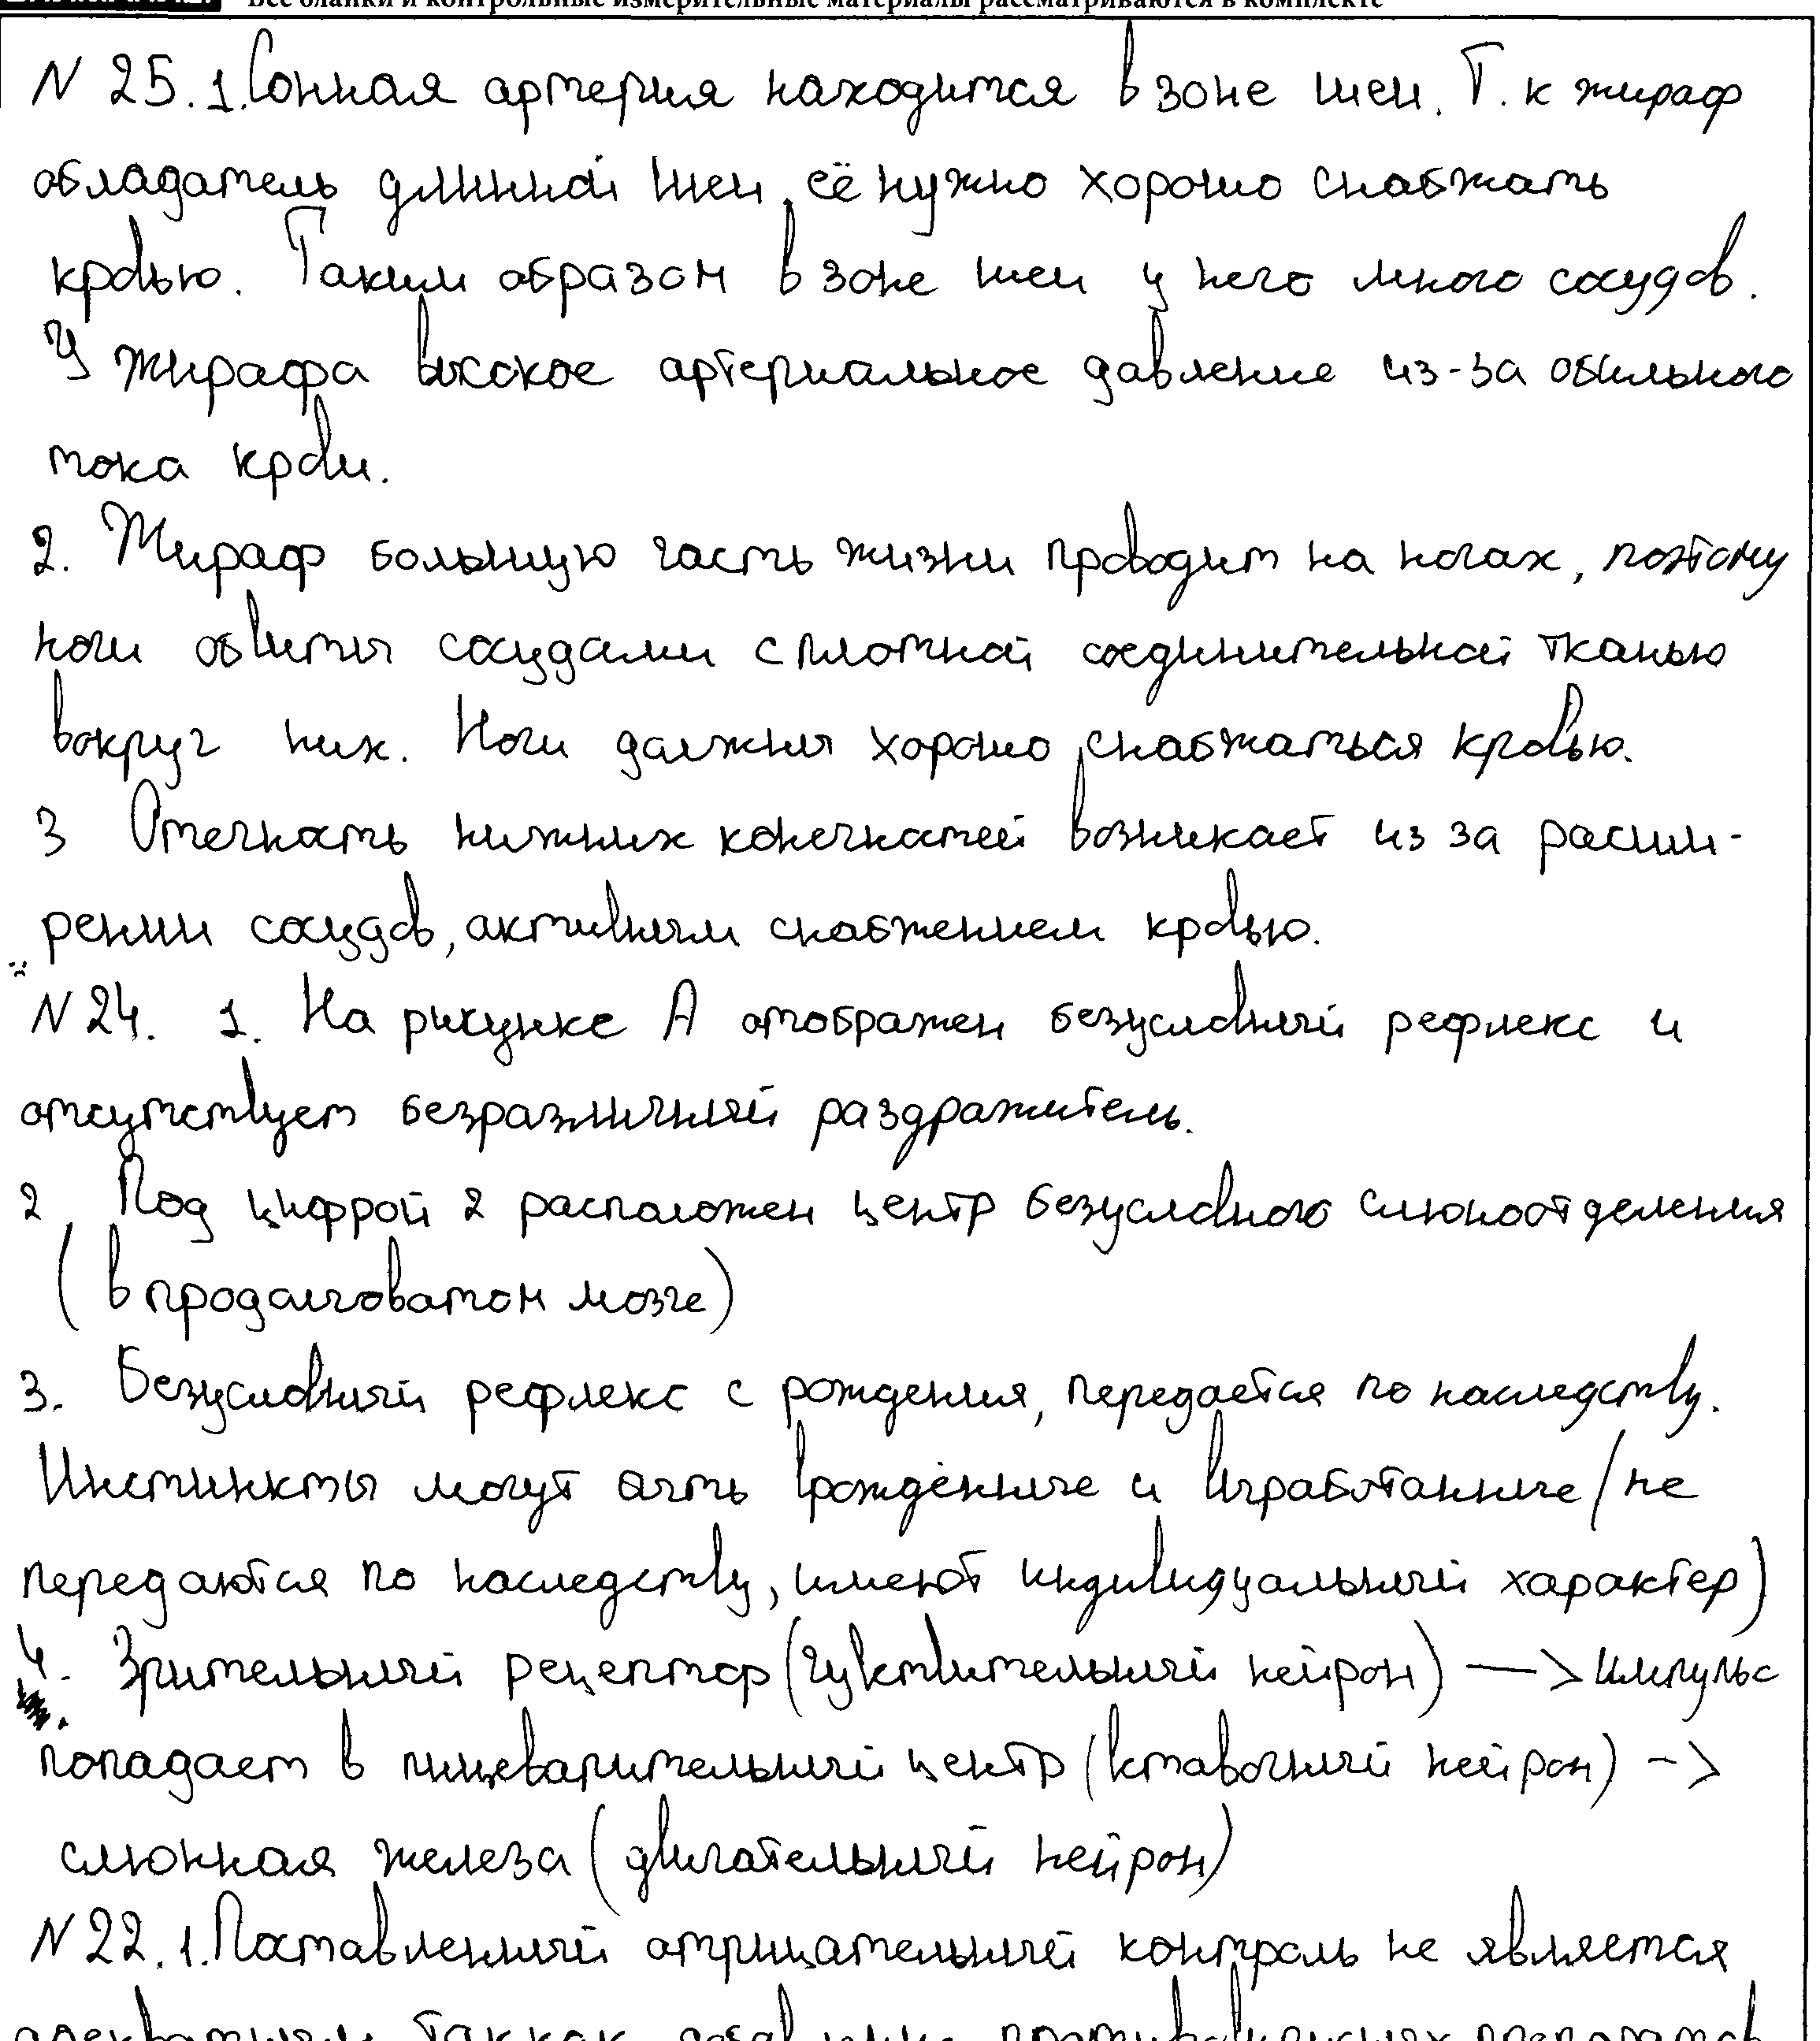 Все бланки и контрольные измерительные материалы рассматриваются в комплекте
N 25. 1. Сонная артерия находится в зоне шеи. Т. к жираф
обладатель длинной шеи, её нужно хорошо снабжать
кровью. Таким образом в зоне шеи у него много сосудов.
У жирафа высокое артериальное давление из-за обильного
тока крови.
2. Жираф большую часть жизни проводит на ногах, поэтому
ноги обвиты сосудами с плотной соединительной тканью
вокруг них. Ноги должны хорошо снабжаться кровью.
3 Отечность нижних конечностей возникает из за расши-
рении сосудов, активным снабжением кровью.
N 24. 1. На рисунке А отображен безусловный рефлекс и
отсутствует безразличный раздражитель.
2 Под цифрой 2 расположен центр безусловного слюноотделения
(в продолговатом мозге)
3. Безусловный рефлекс с рождения, передаётся по наследству.
Инстинкты могут быть врождённые и выработанные (не
передаются по наследству, имеют индивидуальный характер)
4. Зрительный рецептор (чувствительный нейрон) —> импульс
попадает в пищеварительный центр (вставочный нейрон) ->
слюнная железа (двигательный нейрон)
N 22. 1. Поставленный отрицательный контроль не является
так как